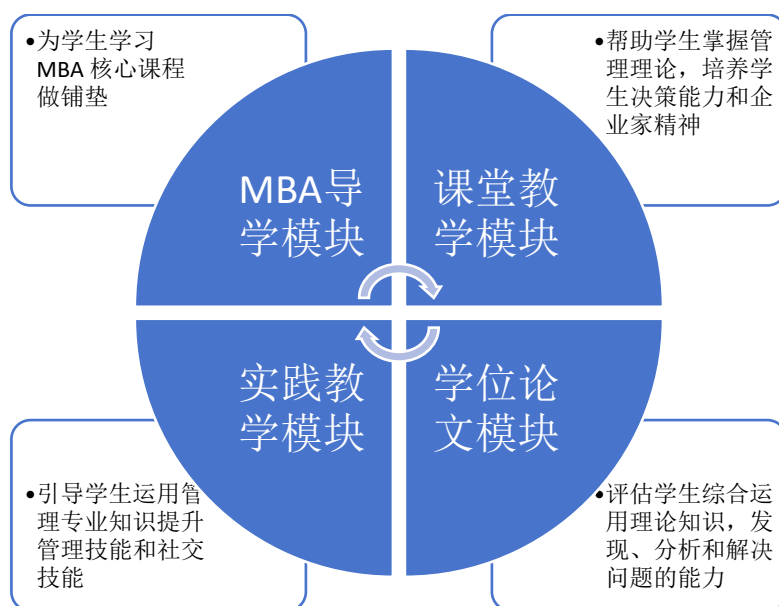 •为学生学习
MBA 核心课程
做铺垫
•帮助学生掌握管
理理论，培养学
生决策能力和企
业家精神
MBA导
学模块
课堂教
学模块
实践教
学模块
学位论
文模块
•引导学生运用管
理专业知识提升
管理技能和社交
技能
•评估学生综合运
用理论知识，发
现、分析和解决
问题的能力